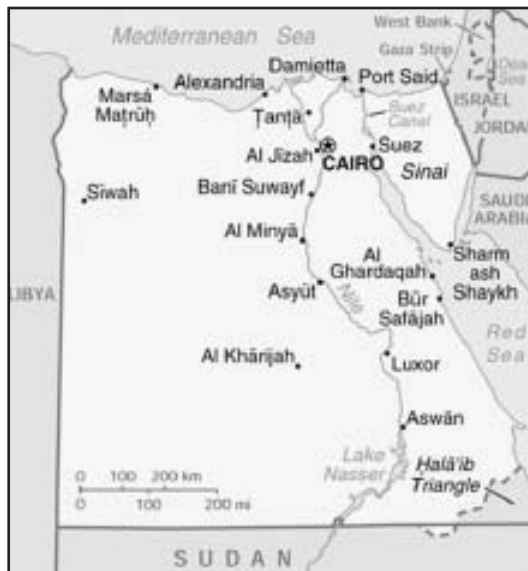 West Bank
Mediterranean Sea
Gaza Strip
Damietta
Dead
Sea
Alexandria
Port Said
Marsá
Maṭrūḥ
Ṭanṭā
Suez
Canal
ISRAEL
JORDAN
Al Jīzah
CAIRO
Suez
Sinai
Sīwah
Banī Suwayf
SAUDI
ARABIA
Al Minyā
Al
Ghardaqah
Sharm
ash
Shaykh
LIBYA
Asyūṭ
Nile
Būr
Safājah
Red
Sea
Al Khārijah
Luxor
Aswān
Lake
Nasser
Ḥalā'ib
Triangle
0 100 200 km
0 100 200 mi
SUDAN